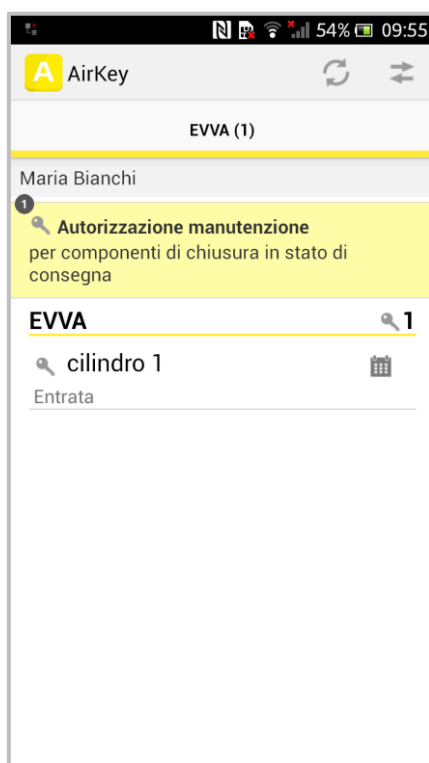 54% 09:55
A AirKey
EVVA (1)
Maria Bianchi
1
Autorizzazione manutenzione
per componenti di chiusura in stato di
consegna
EVVA 1
cilindro 1
Entrata